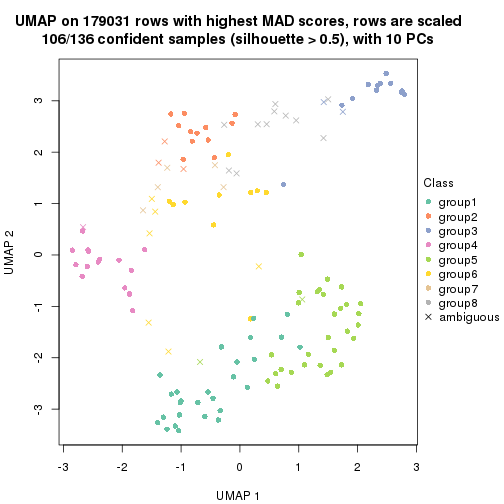 UMAP on 179031 rows with highest MAD scores, rows are scaled
106/136 confident samples (silhouette > 0.5), with 10 PCs
3
2
1
0
-1
-2
-3
UMAP 2
-3
-2
-1
0
1
2
3
UMAP 1
Class
group1
group2
group3
group4
group5
group6
group7
group8
ambiguous